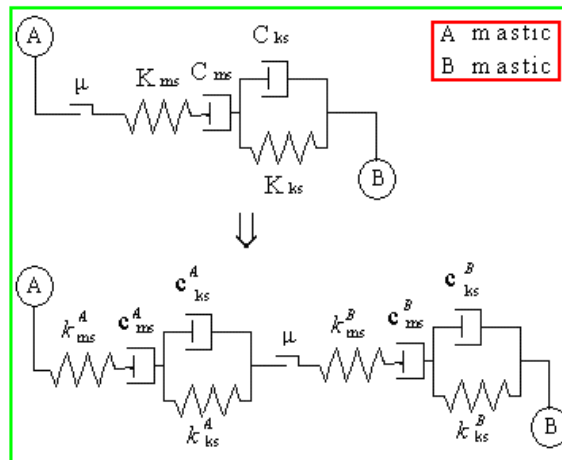 A
A mastic
B mastic
C ks
μ
K ms
C ms
K ks
B
A
k^A_ms
c^A_ms
c^A_ks
k^A_ks
μ
k^B_ms
c^B_ms
c^B_ks
k^B_ks
B